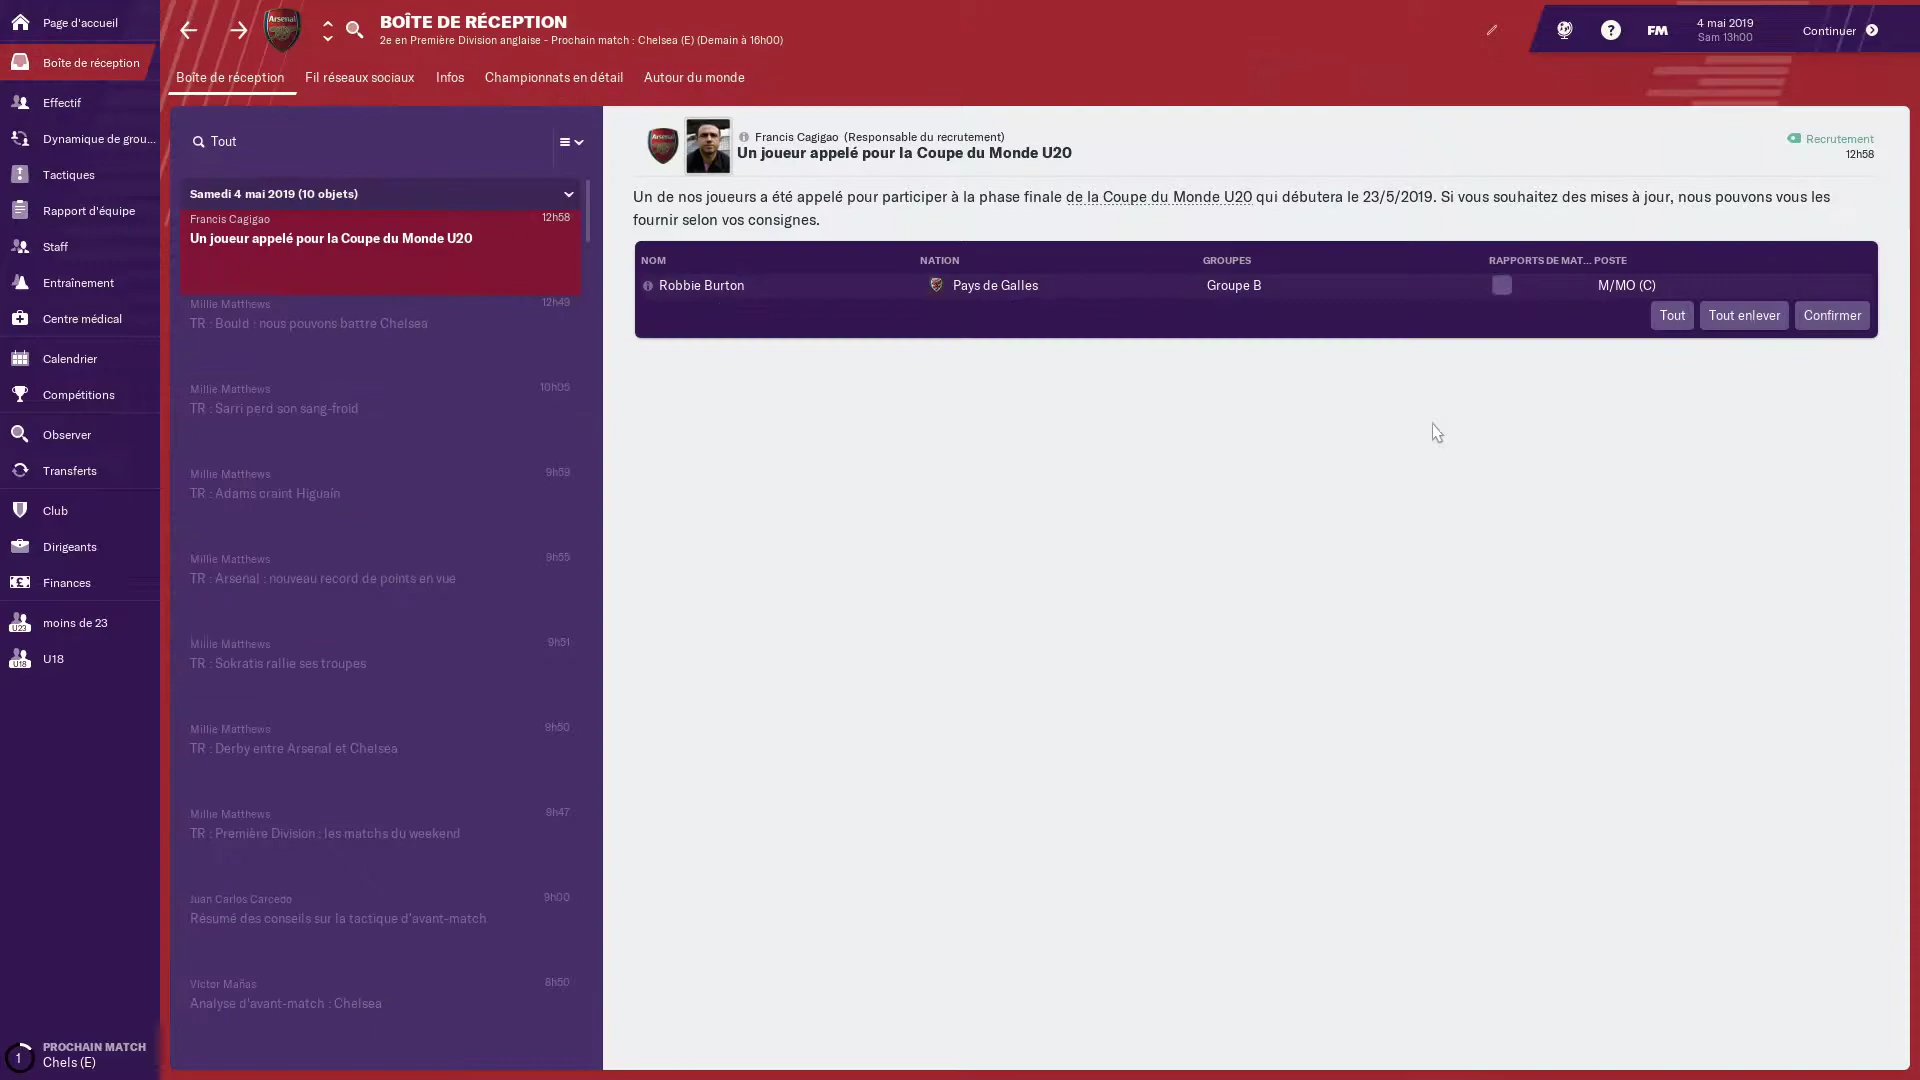 Page d'accueil
Boîte de réception
Effectif
Dynamique de grou...
Tactiques
Rapport d'équipe
Staff
Entraînement
Centre médical
Calendrier
Compétitions
Observer
Transferts
Club
Dirigeants
Finances
U23
moins de 23
U18
U18
1
PROCHAIN MATCH
Chels (E)
Arsenal
BOÎTE DE RÉCEPTION
2e en Première Division anglaise - Prochain match : Chelsea (E) (Demain à 16h00)
?
FM
4 mai 2019
Sam 13h00
Continuer
Boîte de réception
Fil réseaux sociaux
Infos
Championnats en détail
Autour du monde
Tout
Samedi 4 mai 2019 (10 objets)
Francis Cagigao 12h58
Un joueur appelé pour la Coupe du Monde U20
Millie Matthews 12h49
TR : Bould : nous pouvons battre Chelsea
Millie Matthews 10h06
TR : Sarri perd son sang-froid
Millie Matthews 9h59
TR : Adams craint Higuaín
Millie Matthews 9h55
TR : Arsenal : nouveau record de points en vue
Millie Matthews 9h51
TR : Sokratis rallie ses troupes
Millie Matthews 9h50
TR : Derby entre Arsenal et Chelsea
Millie Matthews 9h47
TR : Première Division : les matchs du weekend
Juan Carlos Carcedo 9h00
Résumé des conseils sur la tactique d'avant-match
Victor Mañas 8h50
Analyse d'avant-match : Chelsea
Arsenal
Francis Cagigao (Responsable du recrutement)
Un joueur appelé pour la Coupe du Monde U20
Recrutement
12h58
Un de nos joueurs a été appelé pour participer à la phase finale de la Coupe du Monde U20 qui débutera le 23/5/2019. Si vous souhaitez des mises à jour, nous pouvons vous les
fournir selon vos consignes.
NOM NATION GROUPES RAPPORTS DE MAT... POSTE
Robbie Burton Pays de Galles Groupe B M/MO (C)
Tout Tout enlever Confirmer